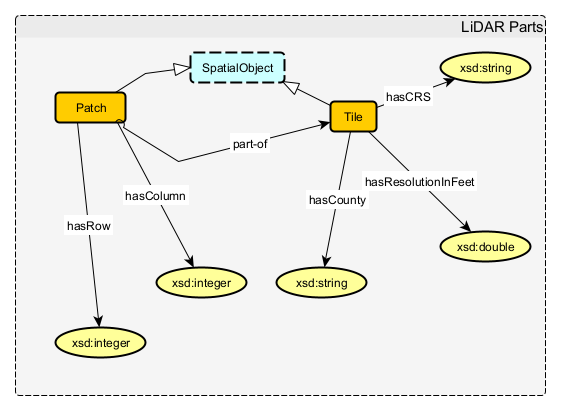 LiDAR Parts
SpatialObject
xsd:string
hasCRS
Patch
Tile
part-of
hasResolutionInFeet
hasColumn
hasCounty
hasRow
xsd:double
xsd:integer
xsd:string
xsd:integer